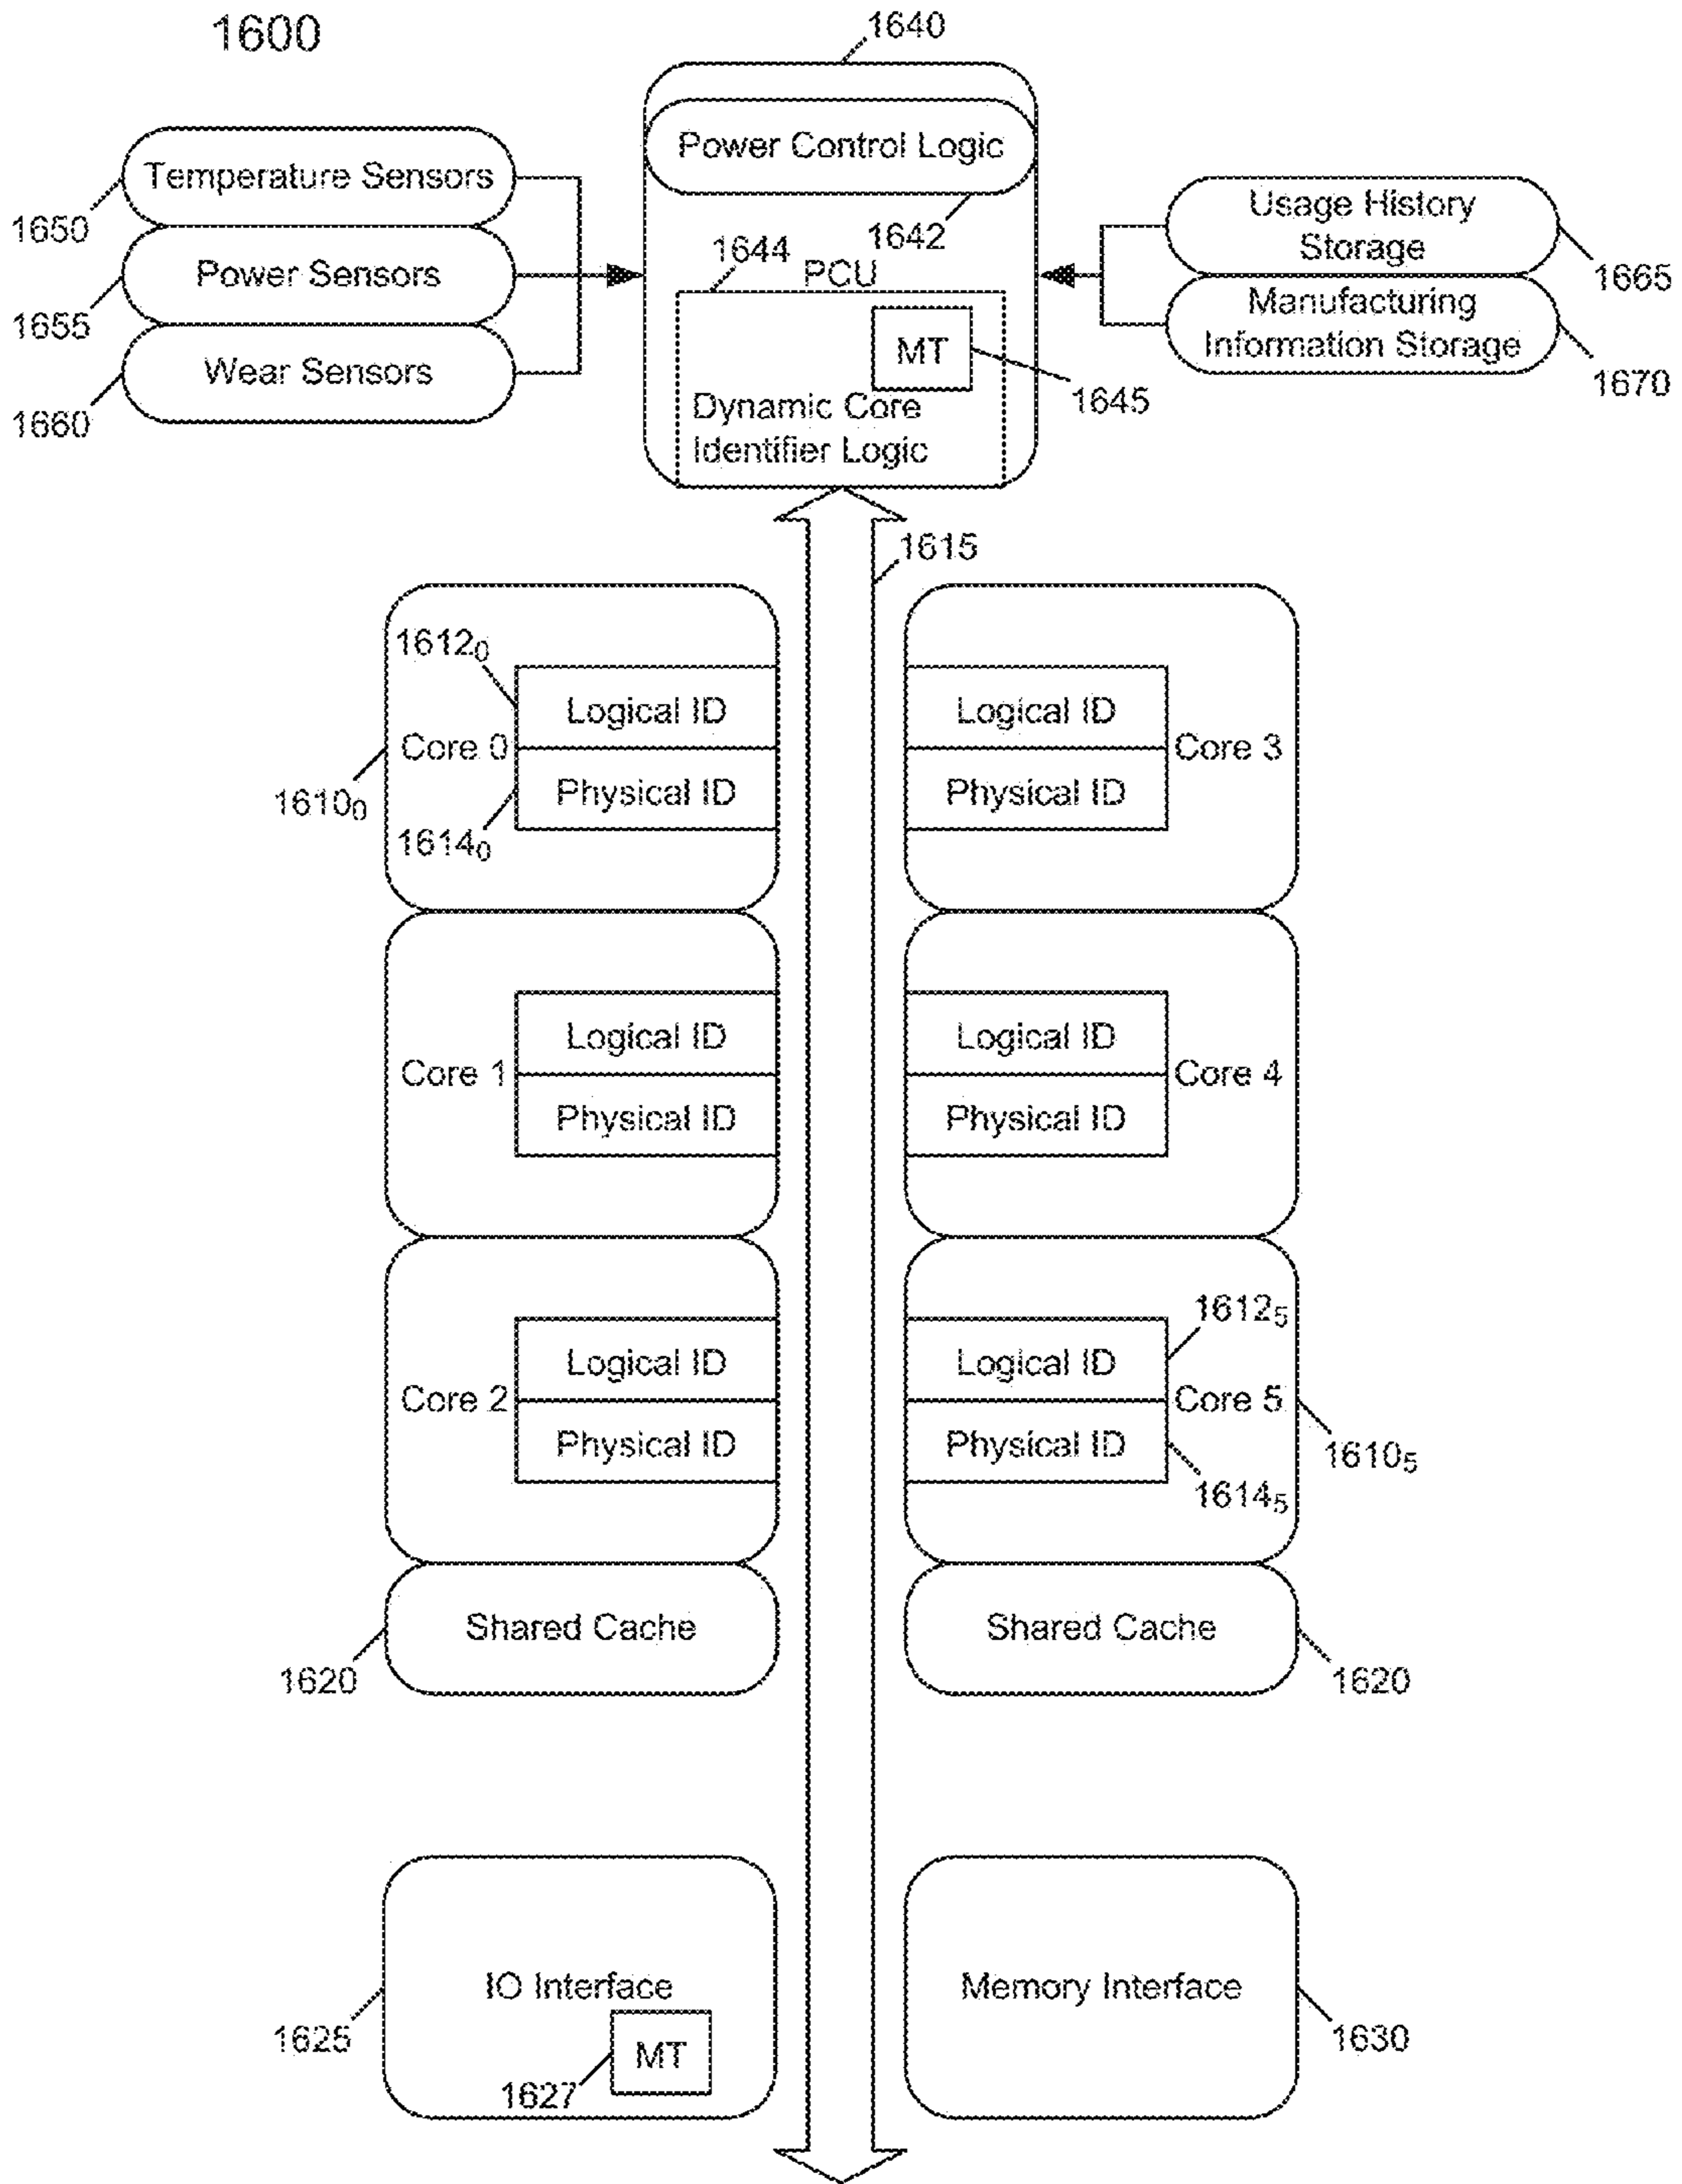 1600
1640
Power Control Logic
1642
Temperature Sensors
1650
Power Sensors
1655
Wear Sensors
1660
Usage History
Storage
1665
Manufacturing
Information Storage
1670
1644
PCU
MT
1645
Dynamic Core
Identifier Logic
1615
1612₀
Logical ID
Core 0
Physical ID
1610₀
1614₀
Logical ID
Core 3
Physical ID
Logical ID
Core 1
Physical ID
Logical ID
Core 4
Physical ID
Logical ID
Core 2
Physical ID
1612₅
Logical ID
Core 5
Physical ID
1610₅
1614₅
Shared Cache
1620
Shared Cache
1620
IO Interface
1625
MT
1627
Memory Interface
1630